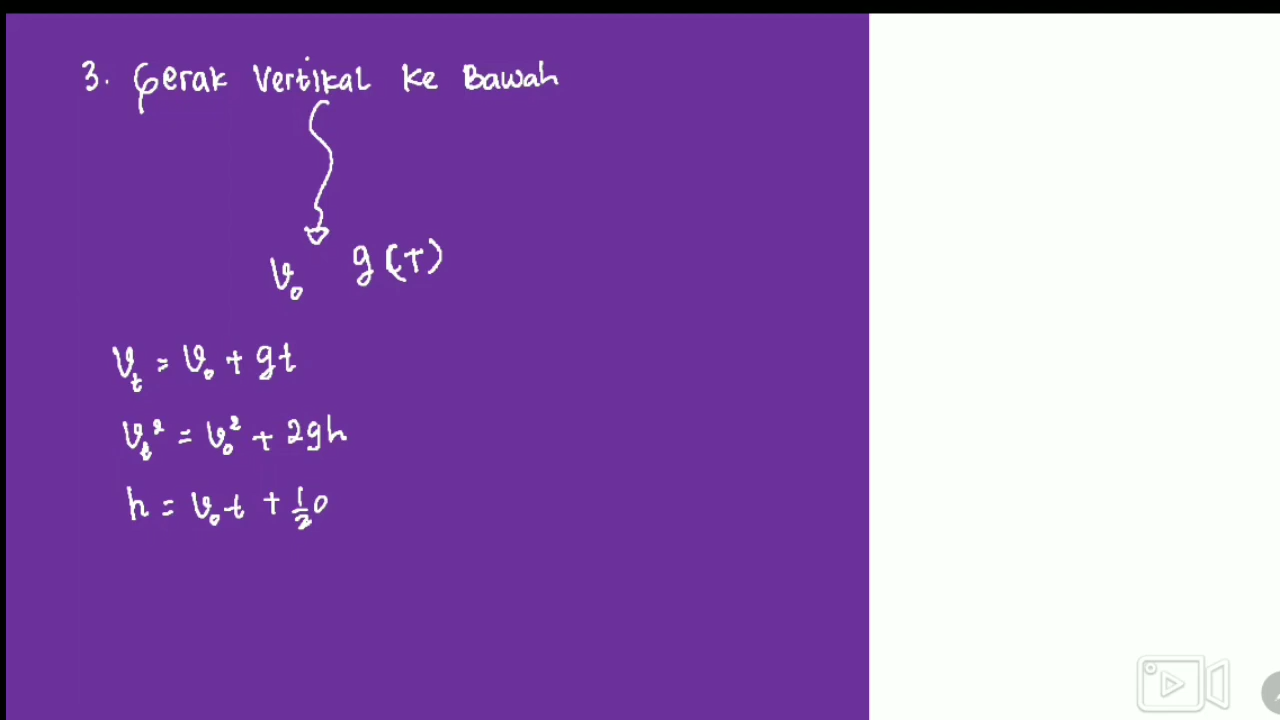 3. Gerak Vertikal Ke Bawah
v₀ g (+)
vₜ = v₀ + gt
vₜ² = v₀² + 2gh
h = v₀t + ½0